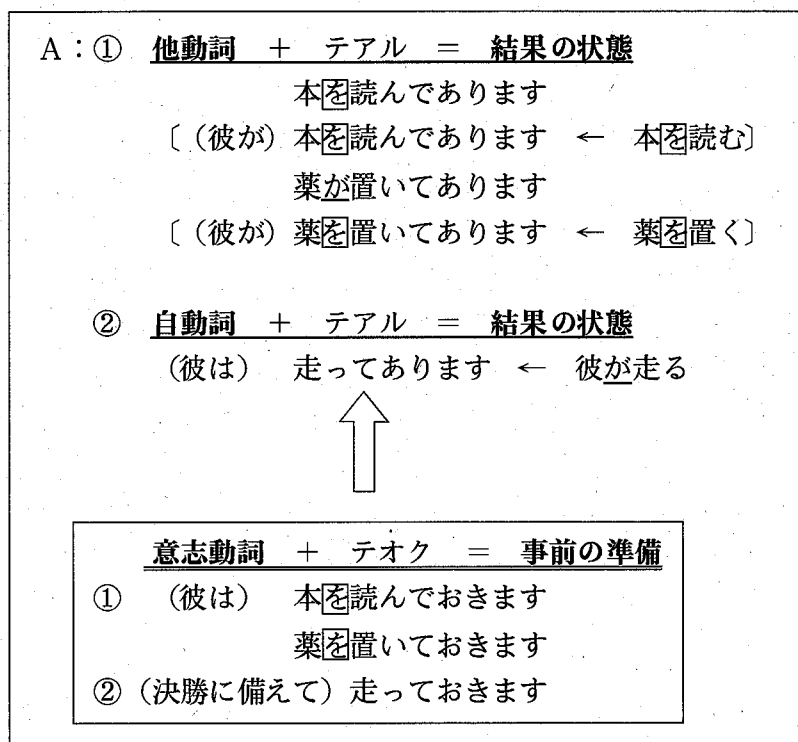 A：① 他動詞 ＋ テアル ＝ 結果の状態
本を読んであります
〔（彼が）本を読んであります ← 本を読む〕
薬が置いてあります
〔（彼が）薬を置いてあります ← 薬を置く〕
② 自動詞 ＋ テアル ＝ 結果の状態
（彼は） 走ってあります ← 彼が走る
意志動詞 ＋ テオク ＝ 事前の準備
① （彼は） 本を読んでおきます
薬を置いておきます
②（決勝に備えて）走っておきます